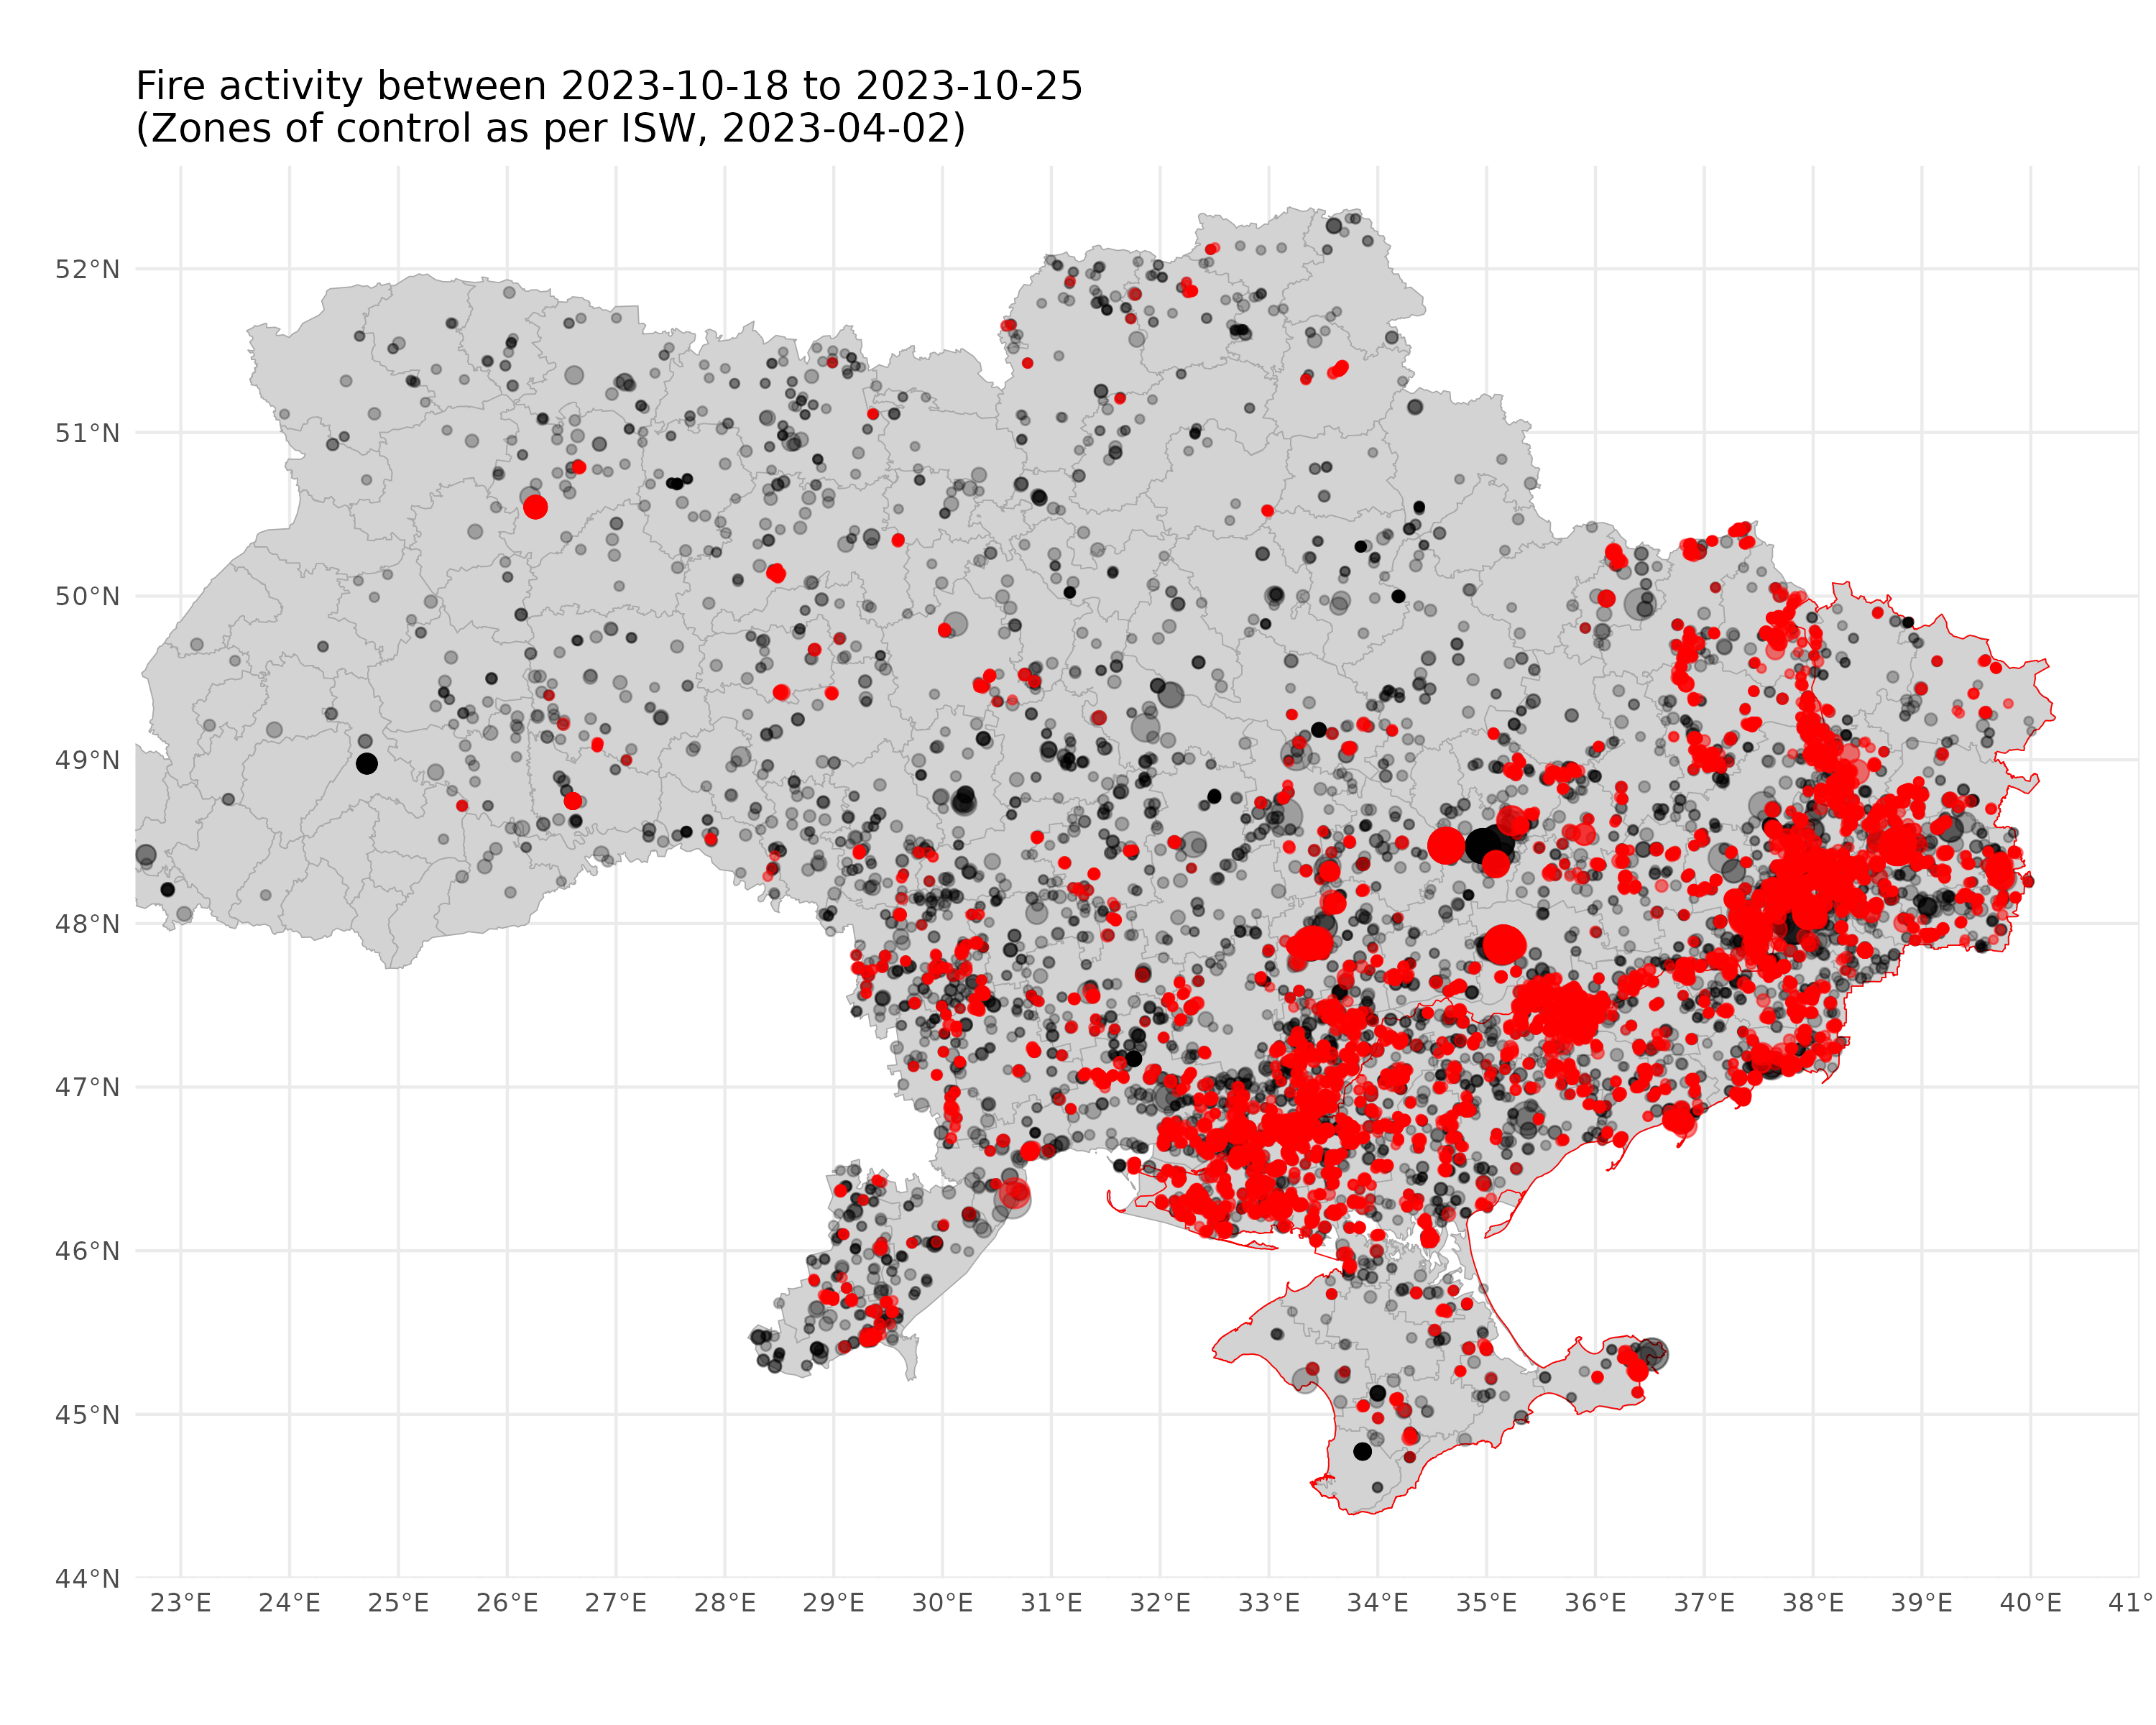 Fire activity between 2023-10-18 to 2023-10-25
(Zones of control as per ISW, 2023-04-02)
52°N
51°N
50°N
49°N
48°N
47°N
46°N
45°N
44°N
23°E 24°E 25°E 26°E 27°E 28°E 29°E 30°E 31°E 32°E 33°E 34°E 35°E 36°E 37°E 38°E 39°E 40°E 41°